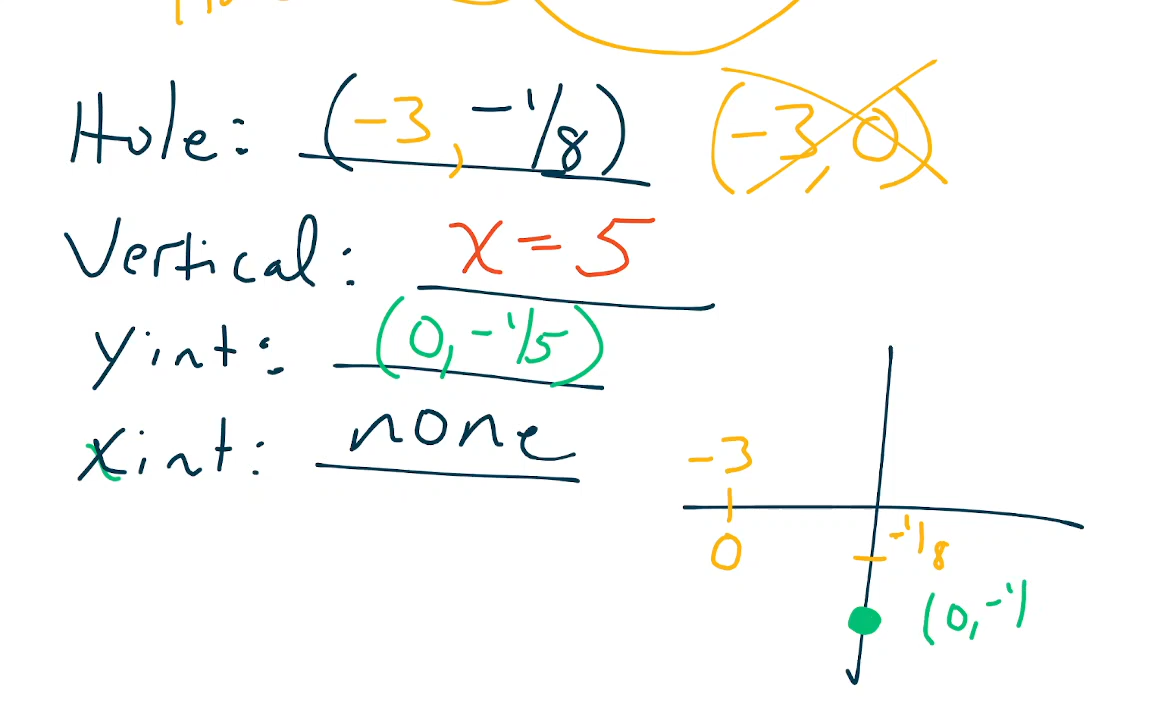 Hole: (-3, -1/8) (-3, 0)
Vertical: x = 5
yint: (0, -1/5)
xint: none
-3
0
-1/8
(0, -1